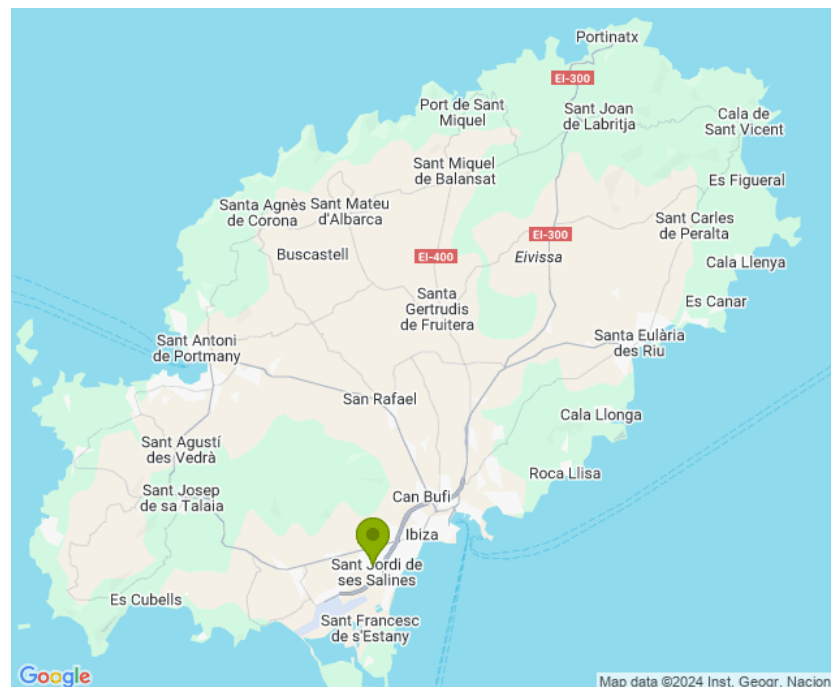 Portinatx
EI-300
Port de Sant
Miquel
Sant Joan
de Labritja
Cala de
Sant Vicent
Sant Miquel
de Balansat
Es Figueral
Santa Agnès
de Corona
Sant Mateu
d'Albarca
Sant Carles
de Peralta
EI-300
Buscastell
EI-400
Eivissa
Cala Llenya
Santa
Gertrudis
de Fruitera
Es Canar
Sant Antoni
de Portmany
Santa Eulària
des Riu
San Rafael
Cala Llonga
Sant Agustí
des Vedrà
Roca Llisa
Sant Josep
de sa Talaia
Can Bufi
Ibiza
Sant Jordi de
ses Salines
Es Cubells
Sant Francesc
de s'Estany
Google
Map data ©2024 Inst. Geogr. Nacion